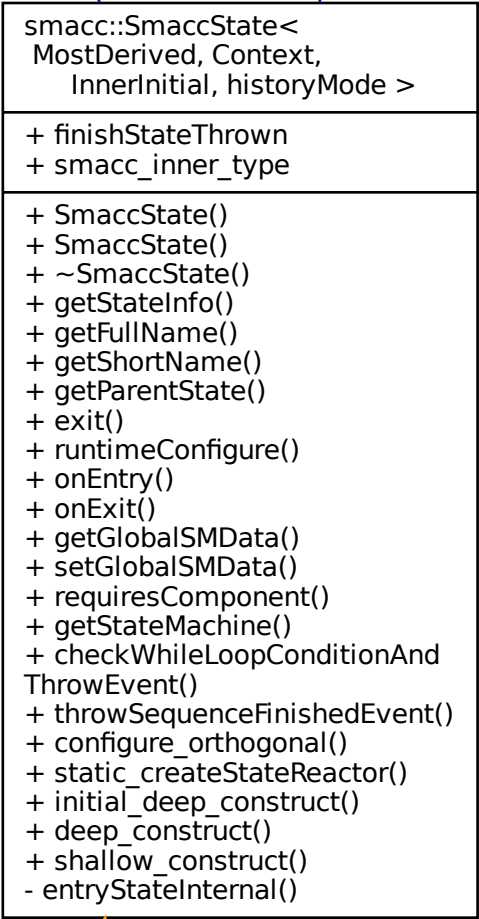 smacc::SmaccState<
MostDerived, Context,
InnerInitial, historyMode >
+ finishStateThrown
+ smacc_inner_type
+ SmaccState()
+ SmaccState()
+ ~SmaccState()
+ getStateInfo()
+ getFullName()
+ getShortName()
+ getParentState()
+ exit()
+ runtimeConfigure()
+ onEntry()
+ onExit()
+ getGlobalSMData()
+ setGlobalSMData()
+ requiresComponent()
+ getStateMachine()
+ checkWhileLoopConditionAnd
ThrowEvent()
+ throwSequenceFinishedEvent()
+ configure_orthogonal()
+ static_createStateReactor()
+ initial_deep_construct()
+ deep_construct()
+ shallow_construct()
- entryStateInternal()